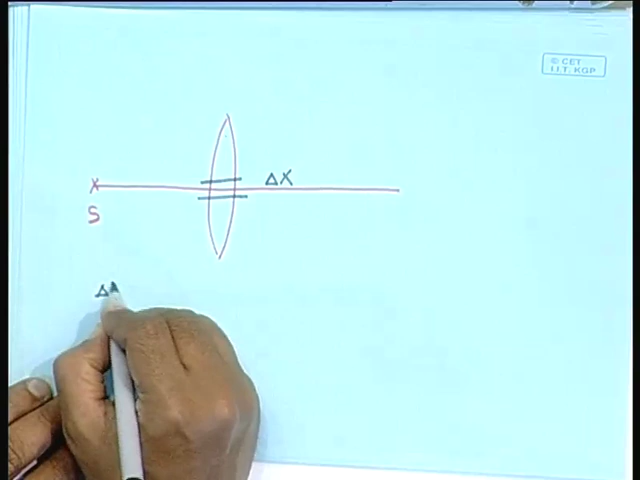 © CET
I.I.T. KGP
ΔX
X
S
Δ